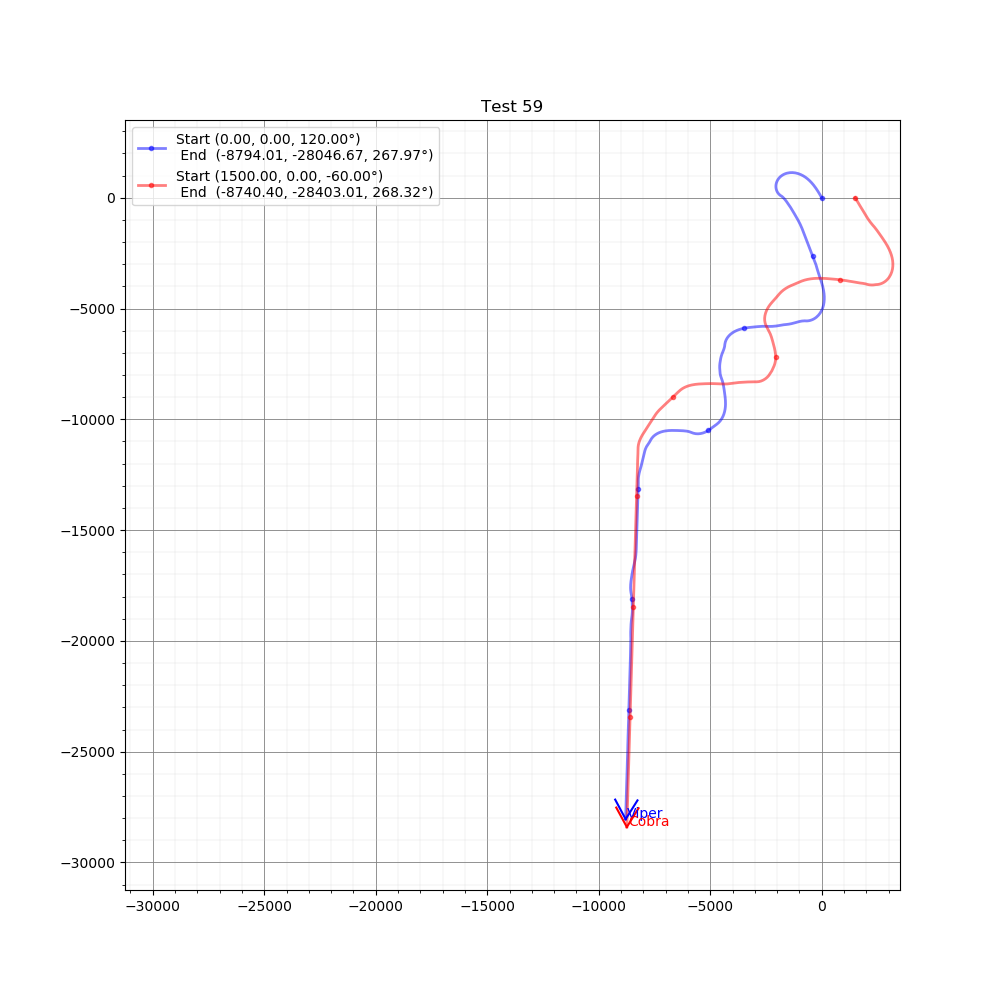 Test 59
Start (0.00, 0.00, 120.00°)
End (-8794.01, -28046.67, 267.97°)
Start (1500.00, 0.00, -60.00°)
End (-8740.40, -28403.01, 268.32°)
0
−5000
−10000
−15000
−20000
−25000
−30000
Viper
Cobra
−30000 −25000 −20000 −15000 −10000 −5000 0